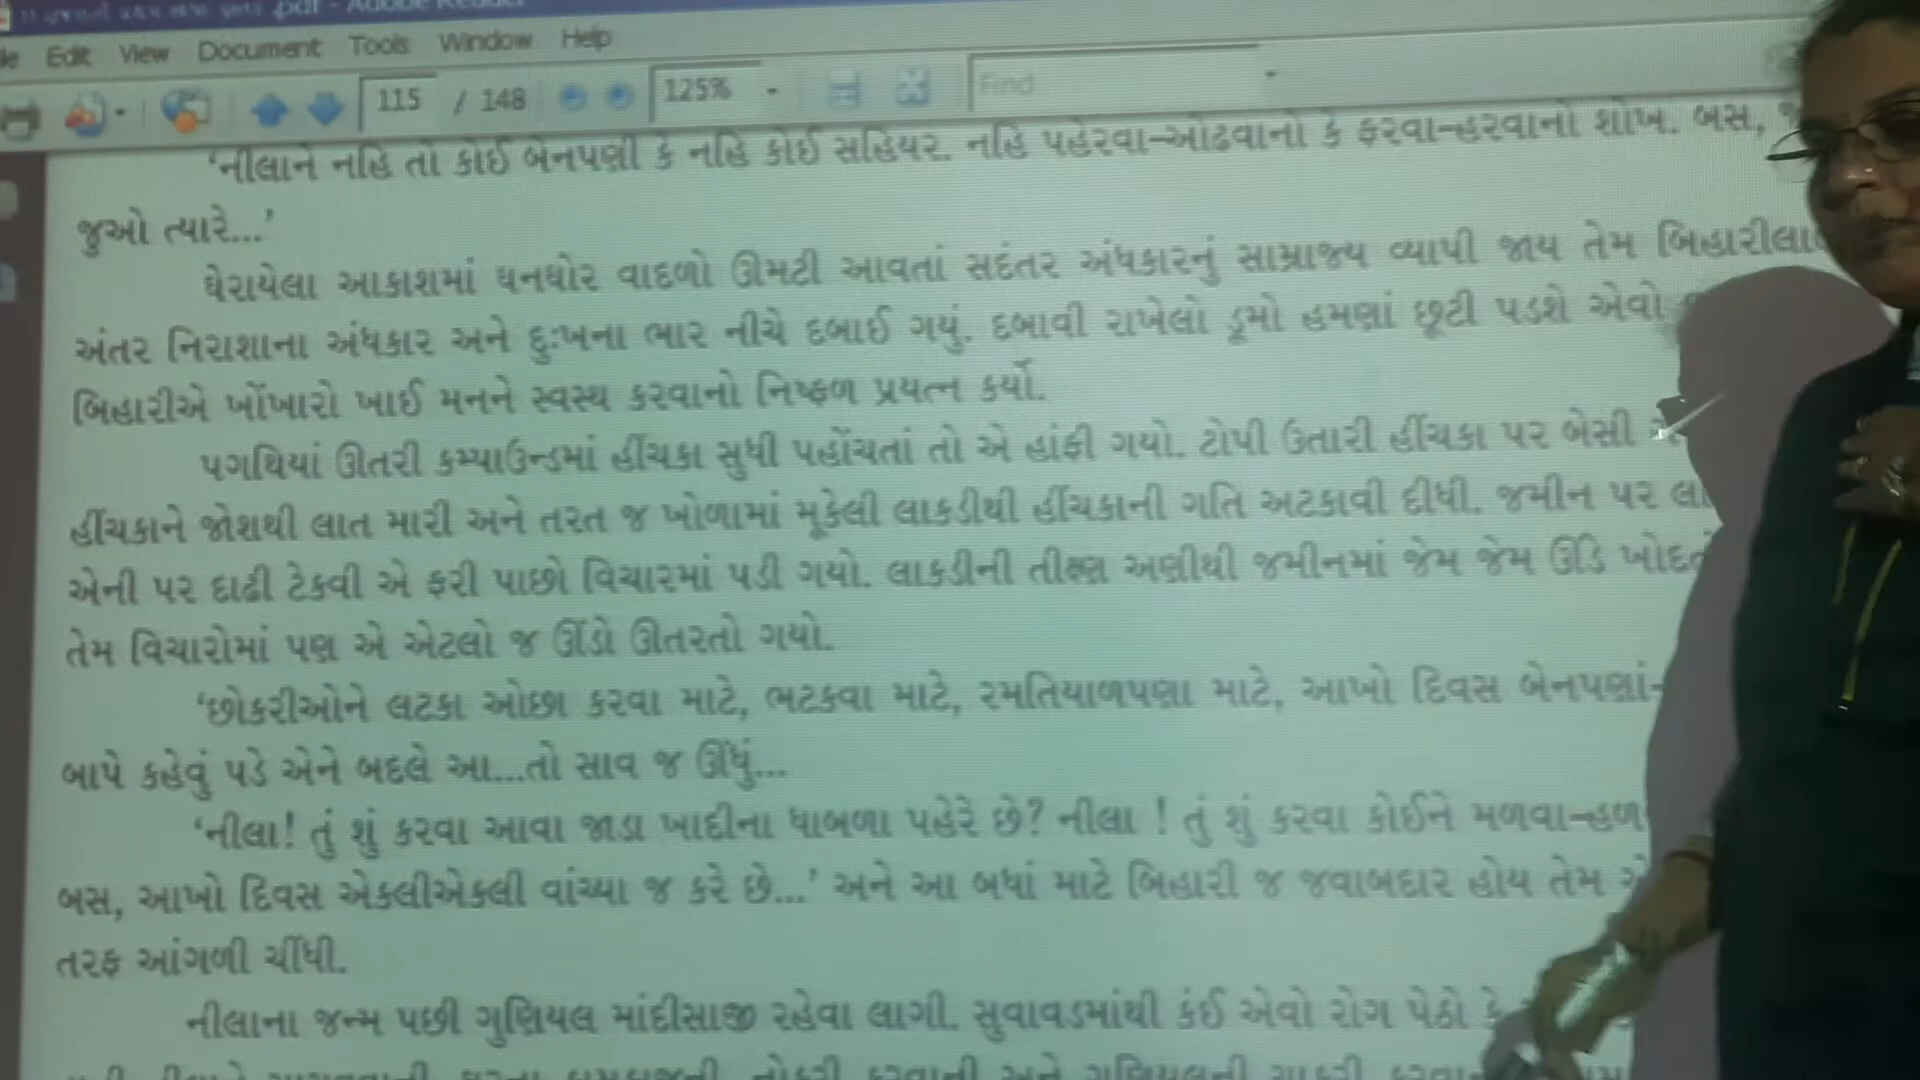 .pdf - Adobe Reader
Edit View Document Tools Window Help
115 / 148 125% Find
‘નીલાને નહિ તો કોઈ બેનપણી કે નહિ કોઈ સહિયર. નહિ પહેરવા-ઓઢવાનો કે ફરવા-હરવાનો શોખ. બસ,
જુઓ ત્યારે...’
ઘેરાયેલા આકાશમાં ઘનઘોર વાદળો ઊમટી આવતાં સદંતર અંધકારનું સામ્રાજ્ય વ્યાપી જાય તેમ
અંતર નિરાશાના અંધકાર અને દુઃખના ભાર નીચે દબાઈ ગયું. દબાવી રાખેલો ડૂમો હમણાં છૂટી પડશે એવો
બિહારીએ ખોંખારો ખાઈ મનને સ્વસ્થ કરવાનો નિષ્ફળ પ્રયત્ન કર્યો.
પગથિયાં ઊતરી કમ્પાઉન્ડમાં હીંચકા સુધી પહોંચતાં તો એ હાંફી ગયો. ટોપી ઉતારી હીંચકા પર બેસી
હીંચકાને જોશથી લાત મારી અને તરત જ ખોળામાં મૂકેલી લાકડીથી હીંચકાની ગતિ અટકાવી દીધી. જમીન પર
એની પર દાઢી ટેકવી એ ફરી પાછો વિચારમાં પડી ગયો. લાકડીની તીક્ષ્ણ અણીથી જમીનમાં જેમ જેમ ઊંડે
તેમ વિચારોમાં પણ એ એટલો જ ઊંડો ઊતરતો ગયો.
‘છોકરીઓને લટકા ઓછા કરવા માટે, ભટકવા માટે, રમતિયાળપણા માટે, આખો દિવસ બેનપણાં-
બાપે કહેવું પડે એને બદલે આ...તો સાવ જ ઊંધું...
‘નીલા! તું શું કરવા આવા જાડા ખાદીના ધાબળા પહેરે છે? નીલા ! તું શું કરવા કોઈને
બસ, આખો દિવસ એકલીએકલી વાંચ્યા જ કરે છે...’ અને આ બધાં માટે બિહારી જ જવાબદાર હોય તેમ
તરફ આંગળી ચીંધી.
નીલાના જન્મ પછી ગુણિયલ માંદીસાજી રહેવા લાગી. સુવાવડમાંથી કંઈ એવો રોગ પેઠો કે